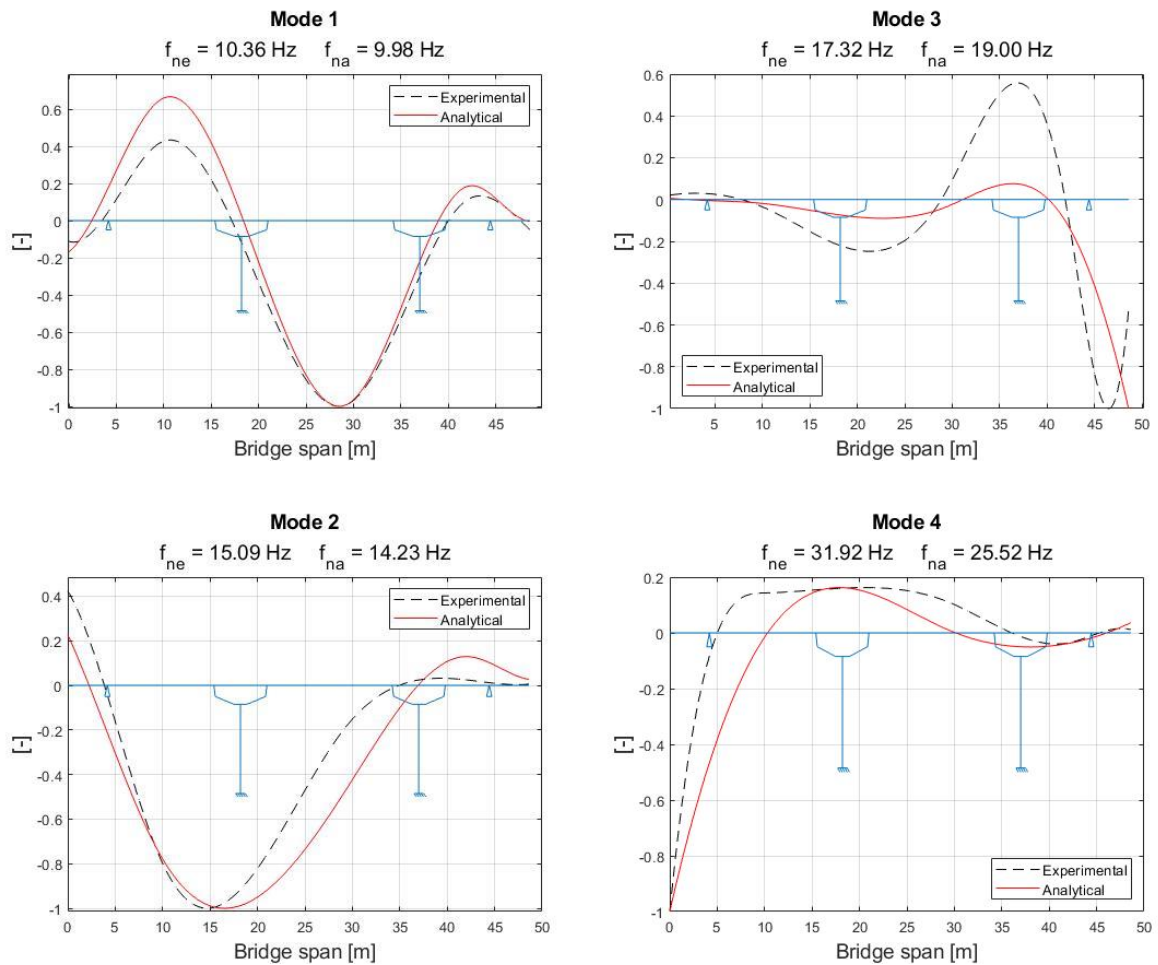 Mode 1
f_ne = 10.36 Hz f_na = 9.98 Hz
Experimental
Analytical
0.6
0.4
0.2
0
-0.2
-0.4
-0.6
-0.8
-1
[-]
0 5 10 15 20 25 30 35 40 45
Bridge span [m]
Mode 3
f_ne = 17.32 Hz f_na = 19.00 Hz
0.6
0.4
0.2
0
-0.2
-0.4
-0.6
-0.8
-1
[-]
Experimental
Analytical
5 10 15 20 25 30 35 40 45 50
Bridge span [m]
Mode 2
f_ne = 15.09 Hz f_na = 14.23 Hz
Experimental
Analytical
0.4
0.2
0
-0.2
-0.4
-0.6
-0.8
-1
[-]
0 5 10 15 20 25 30 35 40 45 50
Bridge span [m]
Mode 4
f_ne = 31.92 Hz f_na = 25.52 Hz
0.2
0
-0.2
-0.4
-0.6
-0.8
-1
[-]
Experimental
Analytical
0 5 10 15 20 25 30 35 40 45 50
Bridge span [m]